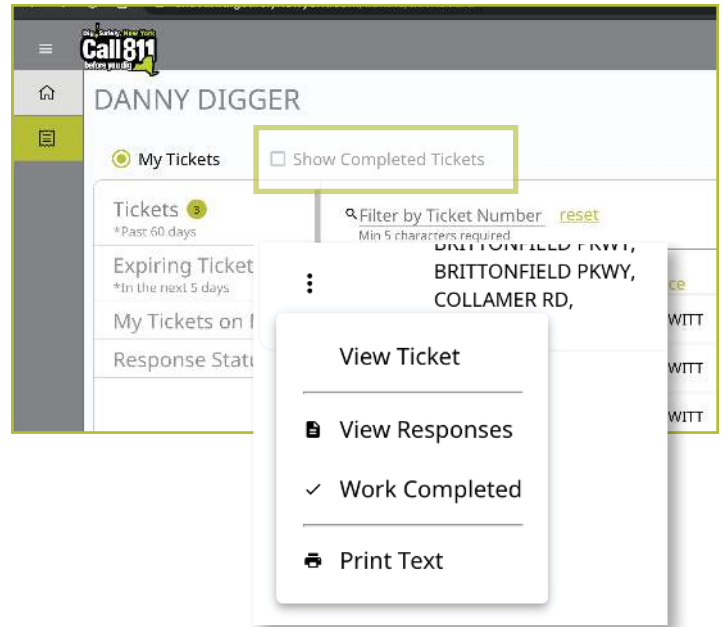 Dig Safely. New York
Call 811
before you dig
DANNY DIGGER
My Tickets
Show Completed Tickets
Tickets 3
*Past 60 days
Filter by Ticket Number reset
Min 5 characters required
Expiring Ticket
*In the next 5 days
My Tickets on
Response Statu
BRITTONFIELD PKWY,
BRITTONFIELD PKWY,
COLLAMER RD,
ce
WITT
WITT
WITT
View Ticket
View Responses
Work Completed
Print Text